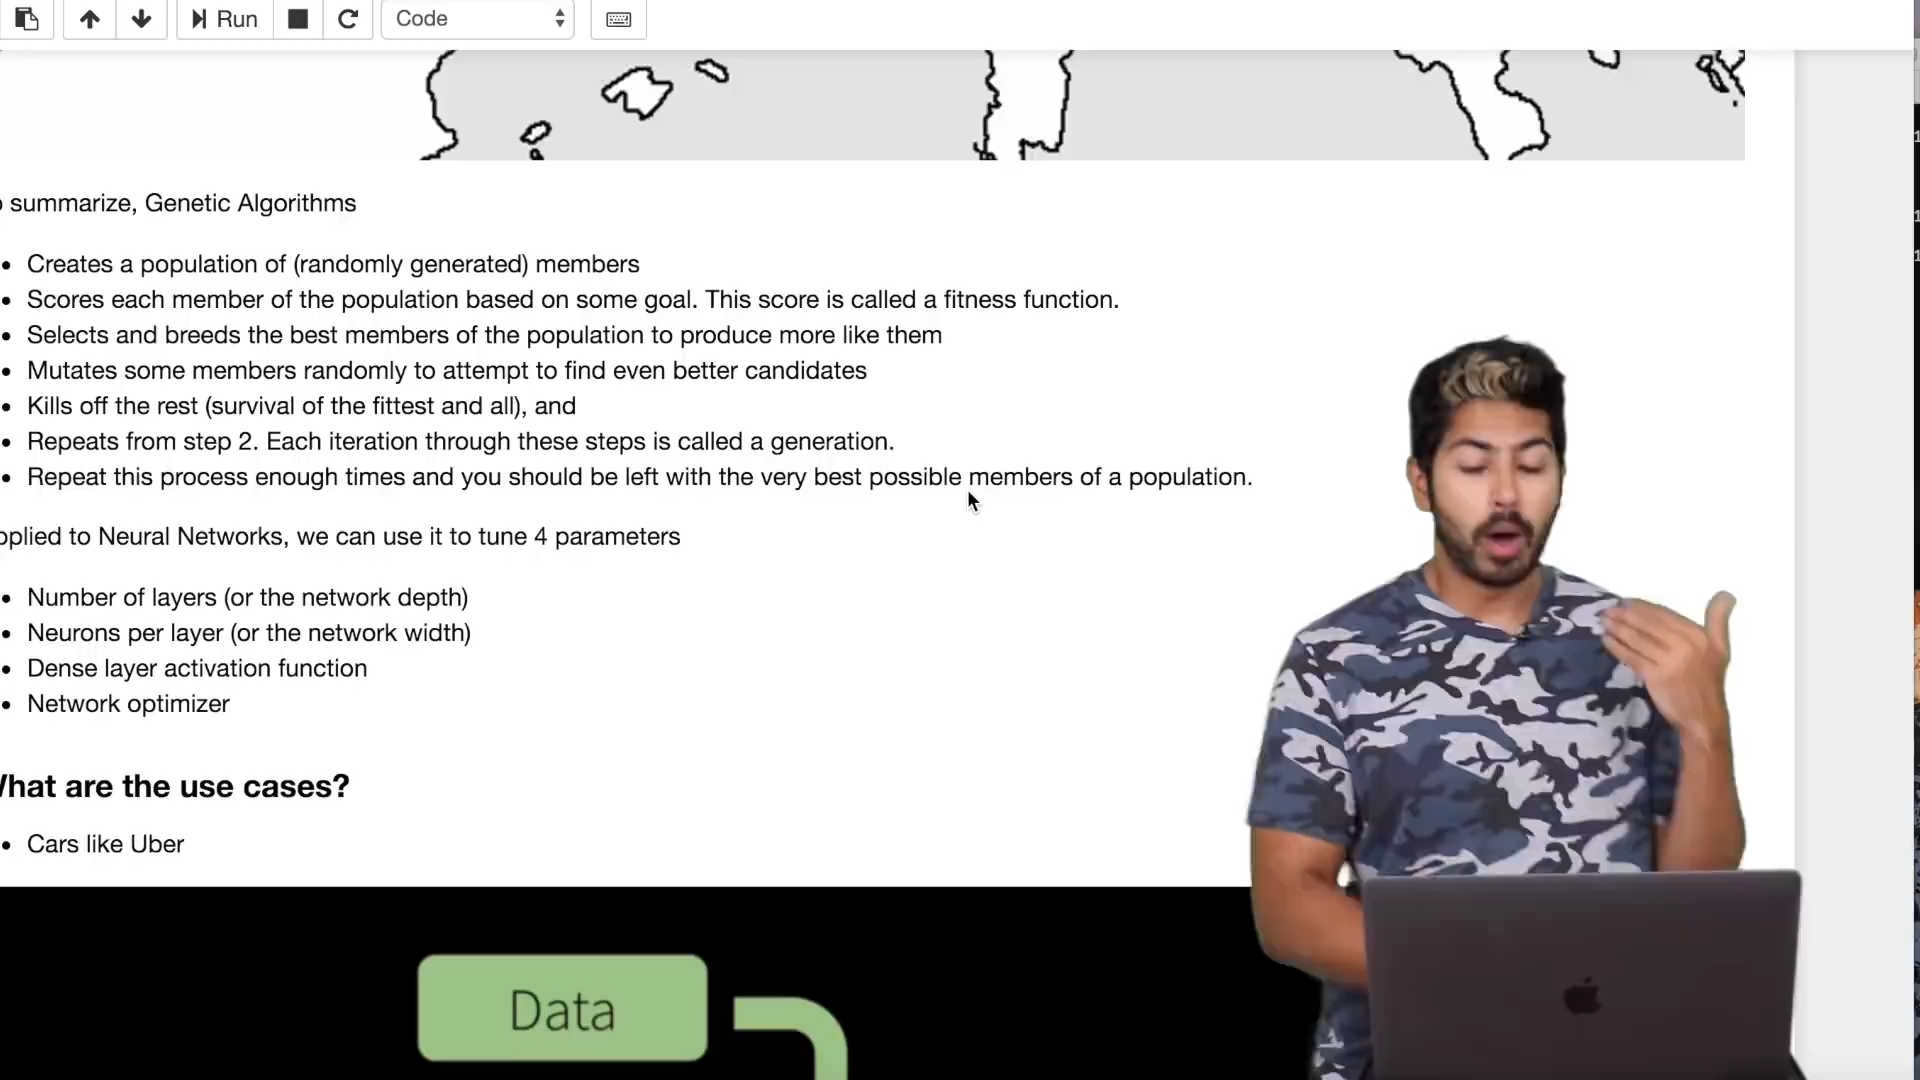 Run
Code
summarize, Genetic Algorithms
• Creates a population of (randomly generated) members
• Scores each member of the population based on some goal. This score is called a fitness function.
• Selects and breeds the best members of the population to produce more like them
• Mutates some members randomly to attempt to find even better candidates
• Kills off the rest (survival of the fittest and all), and
• Repeats from step 2. Each iteration through these steps is called a generation.
• Repeat this process enough times and you should be left with the very best possible members of a population.
pplied to Neural Networks, we can use it to tune 4 parameters
• Number of layers (or the network depth)
• Neurons per layer (or the network width)
• Dense layer activation function
• Network optimizer
hat are the use cases?
• Cars like Uber
Data